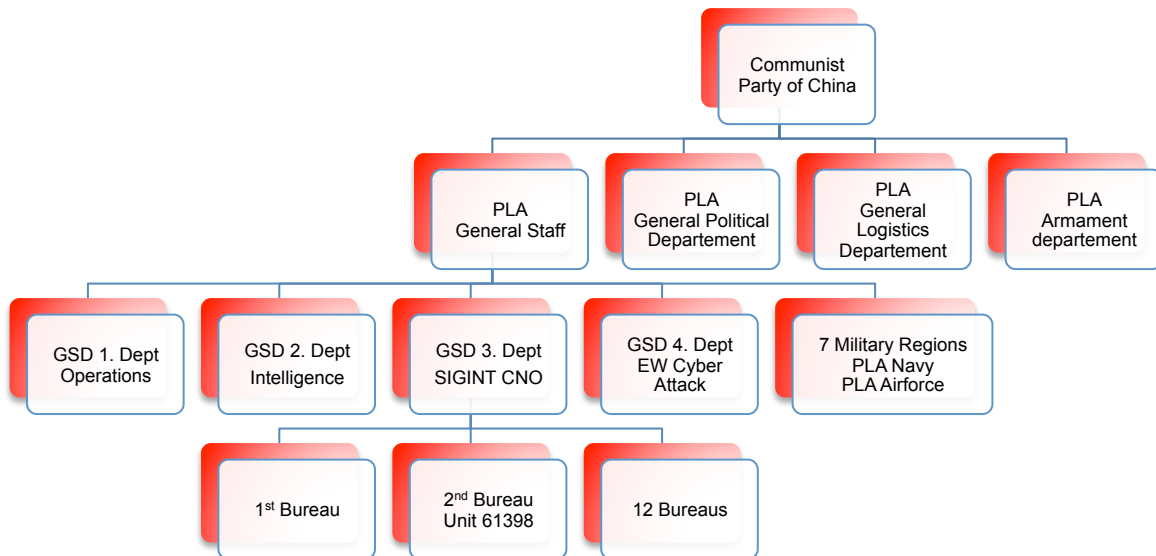 Communist
Party of China
PLA
General Staff
PLA
General Political
Departement
PLA
General
Logistics
Departement
PLA
Armament
departement
GSD 1. Dept
Operations
GSD 2. Dept
Intelligence
GSD 3. Dept
SIGINT CNO
GSD 4. Dept
EW Cyber
Attack
7 Military Regions
PLA Navy
PLA Airforce
1st Bureau
2nd Bureau
Unit 61398
12 Bureaus